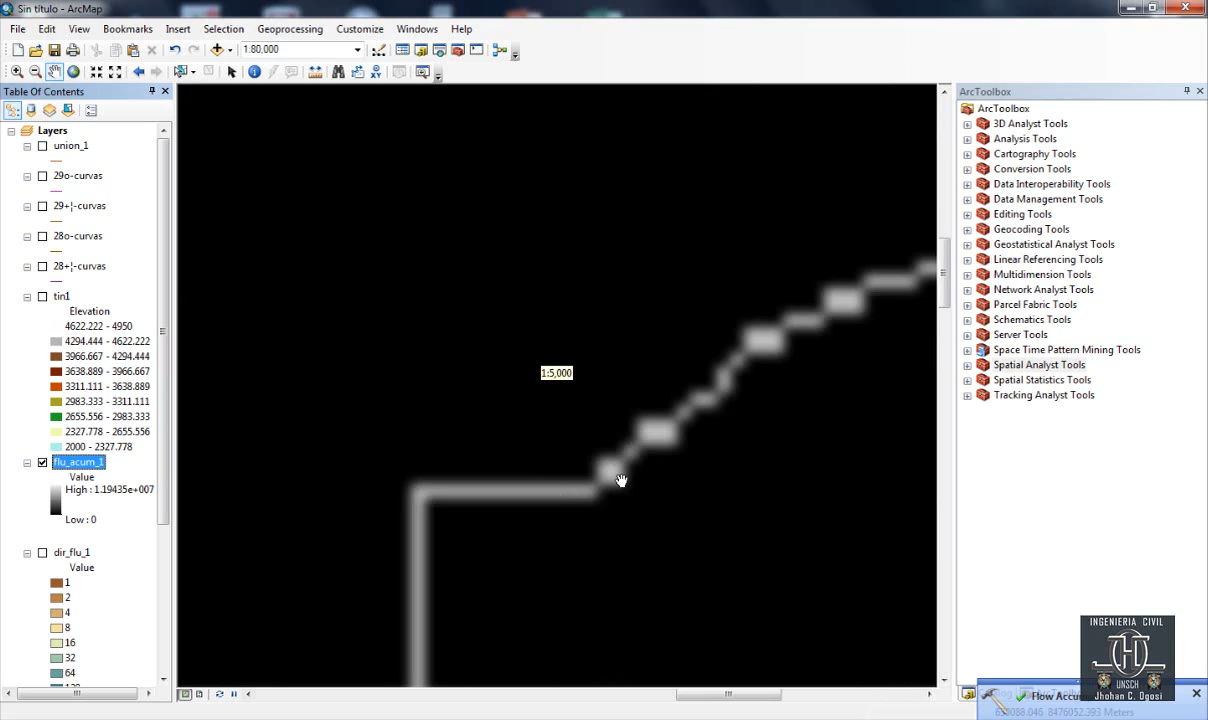 Sin título - ArcMap
File Edit View Bookmarks Insert Selection Geoprocessing Customize Windows Help
1:80,000
Table Of Contents
Layers
union_1
29o-curvas
29+¦-curvas
28o-curvas
28+¦-curvas
tin1
Elevation
4622.222 - 4950
4294.444 - 4622.222
3966.667 - 4294.444
3638.889 - 3966.667
3311.111 - 3638.889
2983.333 - 3311.111
2655.556 - 2983.333
2327.778 - 2655.556
2000 - 2327.778
flu_acum_1
Value
High : 1.19435e+007
Low : 0
dir_flu_1
Value
1
2
4
8
16
32
64
1:5,000
ArcToolbox
ArcToolbox
3D Analyst Tools
Analysis Tools
Cartography Tools
Conversion Tools
Data Interoperability Tools
Data Management Tools
Editing Tools
Geocoding Tools
Geostatistical Analyst Tools
Linear Referencing Tools
Multidimension Tools
Network Analyst Tools
Parcel Fabric Tools
Schematics Tools
Server Tools
Space Time Pattern Mining Tools
Spatial Analyst Tools
Spatial Statistics Tools
Tracking Analyst Tools
INGENIERIA CIVIL
UNSCH
Jhohan C. Ogosi
Flow Accu
8476052.393 Meters